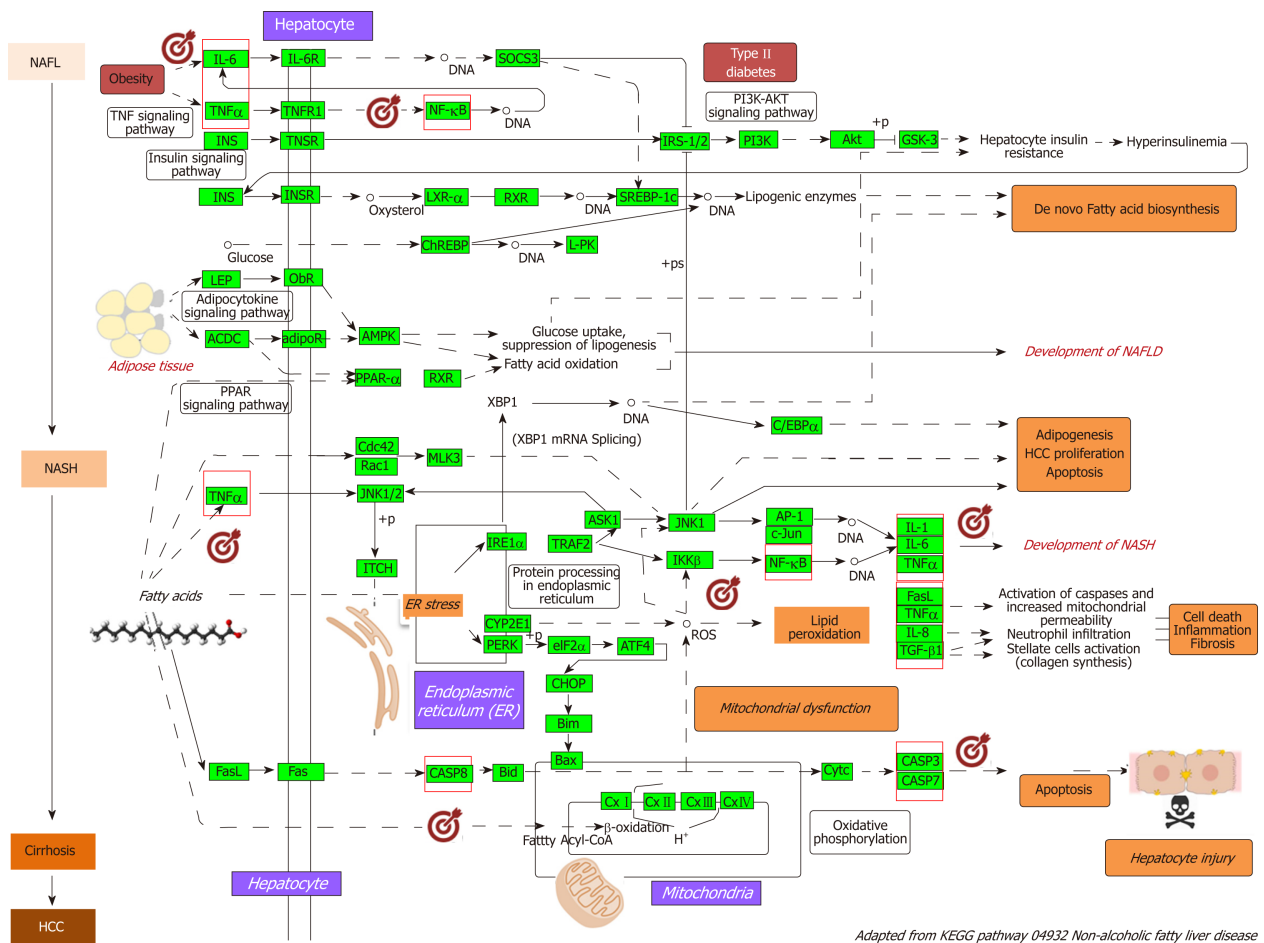 Hepatocyte
NAFL
IL-6
IL-6R
DNA
SOCS3
Type II
diabetes
Obesity
PI3K-AKT
signaling pathway
TNFα
TNFR1
NF-κB
DNA
TNF signaling
pathway
INS
TNSR
IRS-1/2
PI3K
Akt
+p
GSK-3
Hepatocyte insulin
resistance
Hyperinsulinemia
Insulin signaling
pathway
INS
INSR
Oxysterol
LXR-α
RXR
DNA
SREBP-1c
DNA
Lipogenic enzymes
De novo Fatty acid biosynthesis
Glucose
ChREBP
DNA
L-PK
+ps
LEP
ObR
Adipocytokine
signaling pathway
ACDC
adipoR
AMPK
Glucose uptake,
suppression of lipogenesis
Fatty acid oxidation
Development of NAFLD
Adipose tissue
PPAR-α
RXR
PPAR
signaling pathway
XBP1
DNA
C/EBPα
(XBP1 mRNA Splicing)
Adipogenesis
HCC proliferation
Apoptosis
NASH
Cdc42
Rac1
MLK3
TNFα
JNK1/2
+p
ASK1
JNK1
AP-1
c-Jun
DNA
IL-1
IL-6
TNFα
Development of NASH
IRE1α
TRAF2
IKKβ
NF-κB
DNA
ITCH
Protein processing
in endoplasmic
reticulum
Fatty acids
ER stress
CYP2E1
+p
PERK
eIF2α
ATF4
ROS
Lipid
peroxidation
FasL
TNFα
IL-8
TGF-β1
Activation of caspases and
increased mitochondrial
permeability
Neutrophil infiltration
Stellate cells activation
(collagen synthesis)
Cell death
Inflammation
Fibrosis
Endoplasmic
reticulum (ER)
CHOP
Bim
Bax
Mitochondrial dysfunction
FasL
Fas
CASP8
Bid
Cytc
CASP3
CASP7
Apoptosis
Cx I
Cx II
Cx III
Cx IV
Fattty Acyl-CoA
β-oxidation
H+
Oxidative
phosphorylation
Cirrhosis
Hepatocyte injury
Hepatocyte
Mitochondria
HCC
Adapted from KEGG pathway 04932 Non-alcoholic fatty liver disease